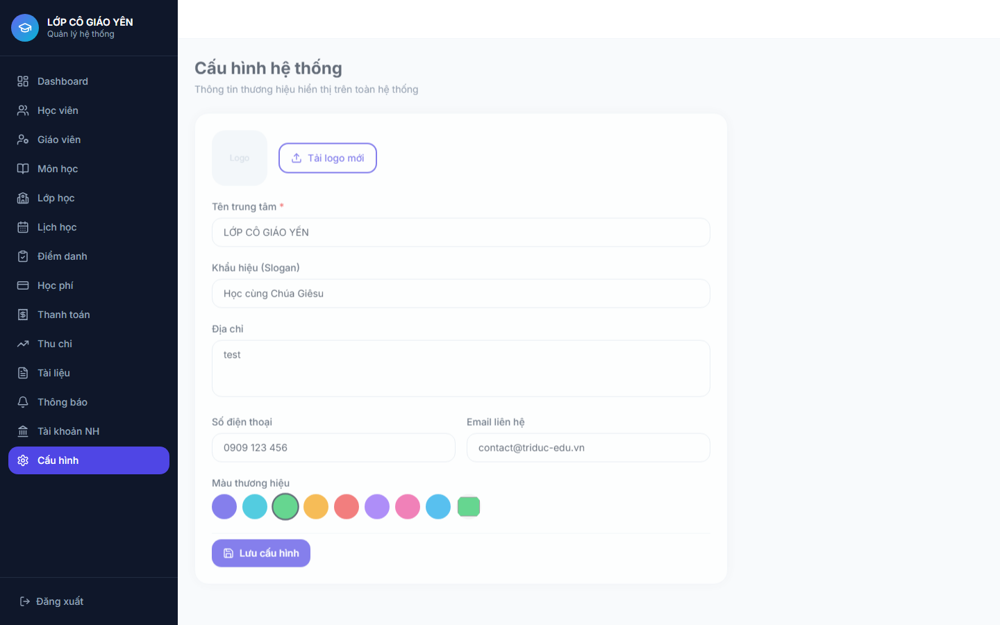 LỚP CÔ GIÁO YÊN
Quản lý hệ thống
Dashboard
Học viên
Giáo viên
Môn học
Lớp học
Lịch học
Điểm danh
Học phí
Thanh toán
Thu chi
Tài liệu
Thông báo
Tài khoản NH
Cấu hình
Đăng xuất
Cấu hình hệ thống
Thông tin thương hiệu hiển thị trên toàn hệ thống
Logo
Tải logo mới
Tên trung tâm *
LỚP CÔ GIÁO YẾN
Khẩu hiệu (Slogan)
Học cùng Chúa Giêsu
Địa chỉ
test
Số điện thoại
Email liên hệ
0909 123 456
contact@triduc-edu.vn
Màu thương hiệu
Lưu cấu hình